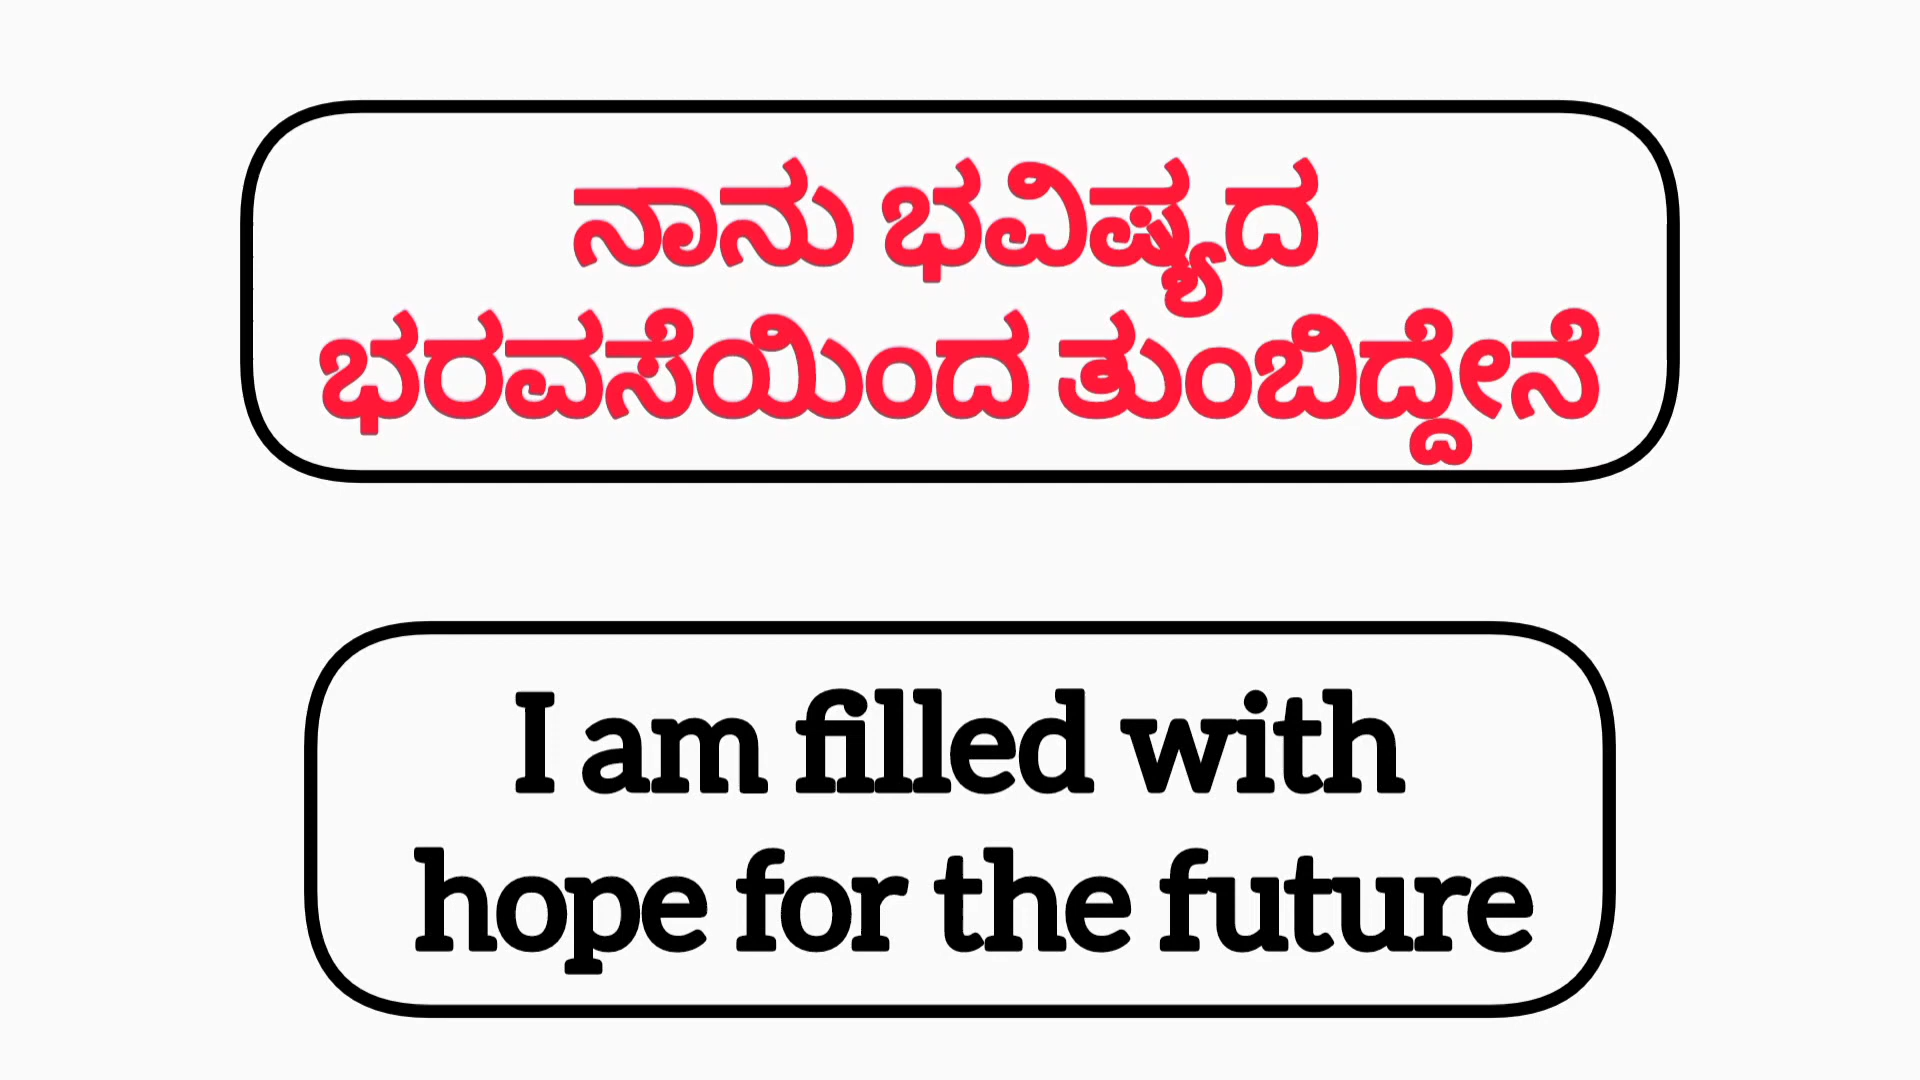 ನಾನು ಭವಿಷ್ಯದ
ಭರವಸೆಯಿಂದ ತುಂಬಿದ್ದೇನೆ
I am filled with
hope for the future